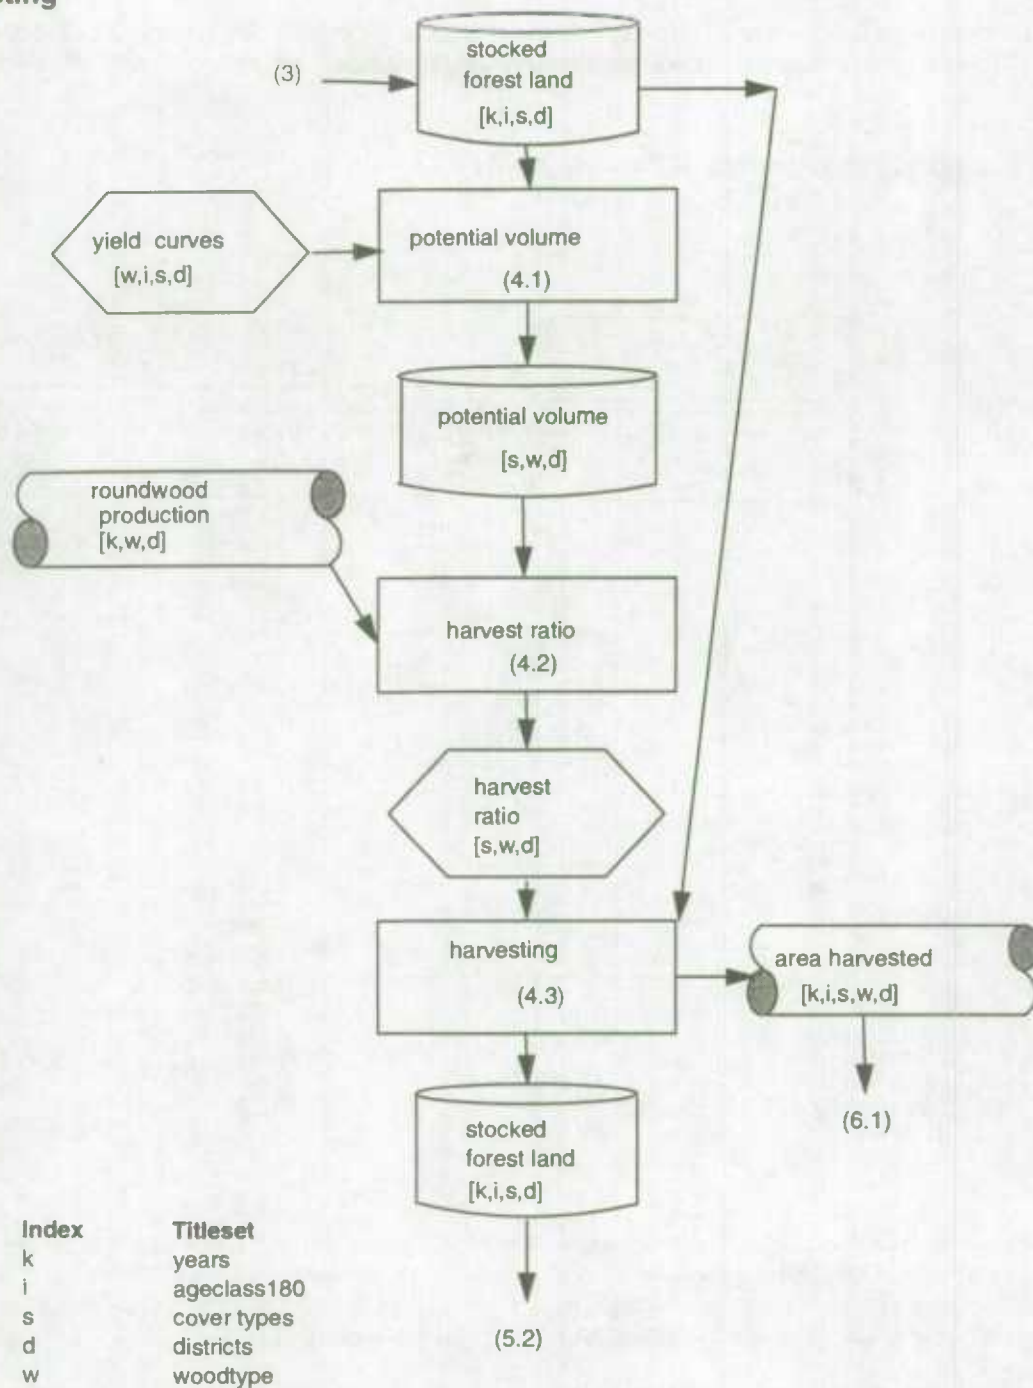 stocked
forest land
[k,i,s,d]
(3)
yield curves
[w,i,s,d]
potential volume
(4.1)
potential volume
[s,w,d]
roundwood
production
[k,w,d]
harvest ratio
(4.2)
harvest
ratio
[s,w,d]
harvesting
(4.3)
area harvested
[k,i,s,w,d]
(6.1)
stocked
forest land
[k,i,s,d]
(5.2)
Index Titleset
k years
i ageclass180
s cover types
d districts
w woodtype